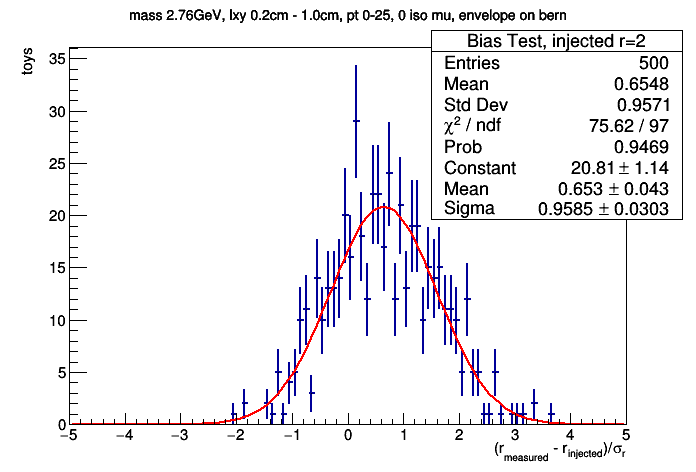 mass 2.76GeV, lxy 0.2cm - 1.0cm, pt 0-25, 0 iso mu, envelope on bern
Bias Test, injected r=2
Entries 500
Mean 0.6548
Std Dev 0.9571
χ² / ndf 75.62 / 97
Prob 0.9469
Constant 20.81 ± 1.14
Mean 0.653 ± 0.043
Sigma 0.9585 ± 0.0303
toys
35
30
25
20
15
10
5
0
−5 −4 −3 −2 −1 0 1 2 3 4 5
(r_measured - r_injected)/σ_r